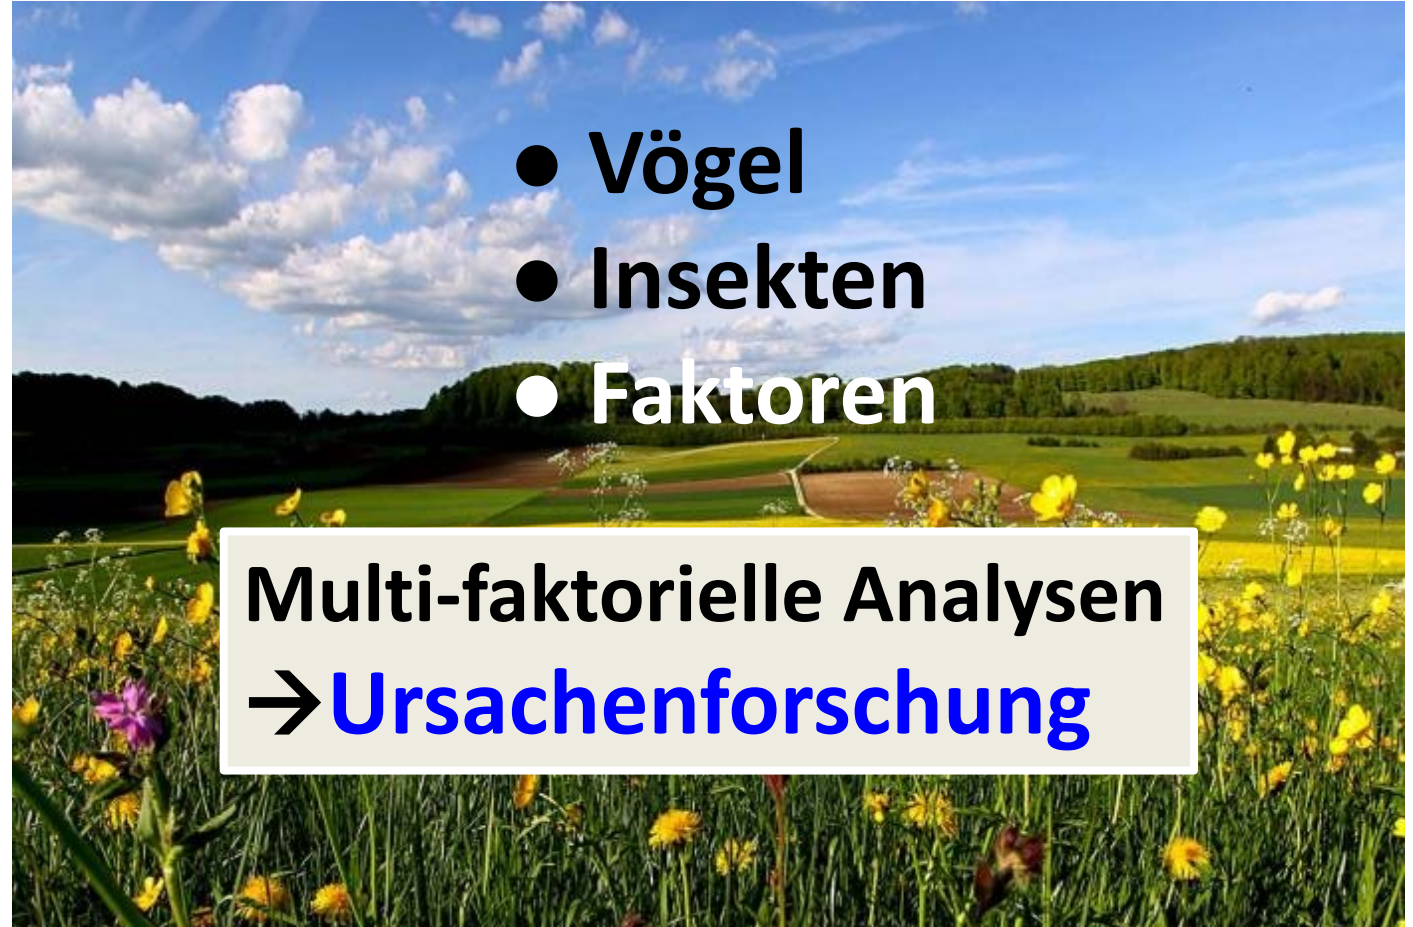 ● Vögel
● Insekten
● Faktoren
Multi-faktorielle Analysen
→Ursachenforschung